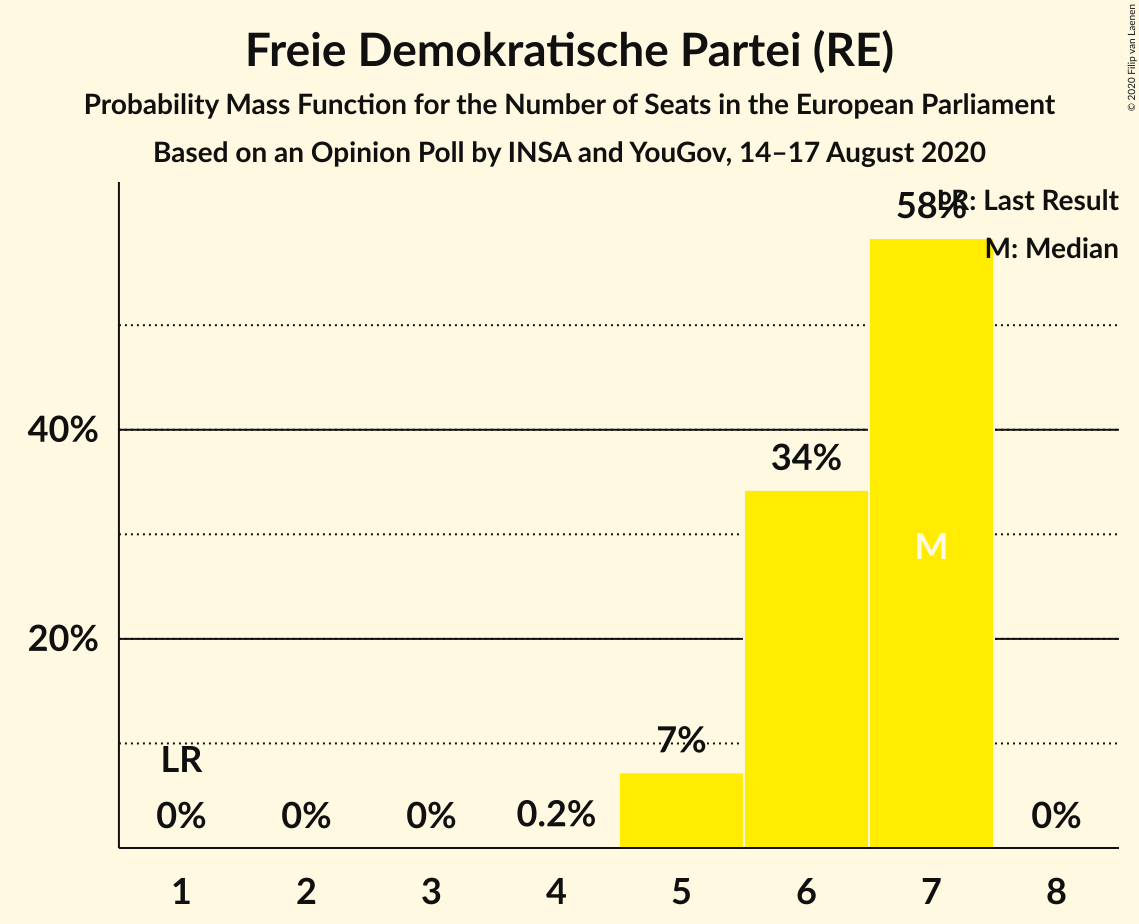 Freie Demokratische Partei (RE)
Probability Mass Function for the Number of Seats in the European Parliament
Based on an Opinion Poll by INSA and YouGov, 14–17 August 2020
© 2020 Filip van Laenen
LR: Last Result
M: Median
58%
40%
34%
M
20%
7%
LR
0%
0%
0%
0.2%
0%
1 2 3 4 5 6 7 8